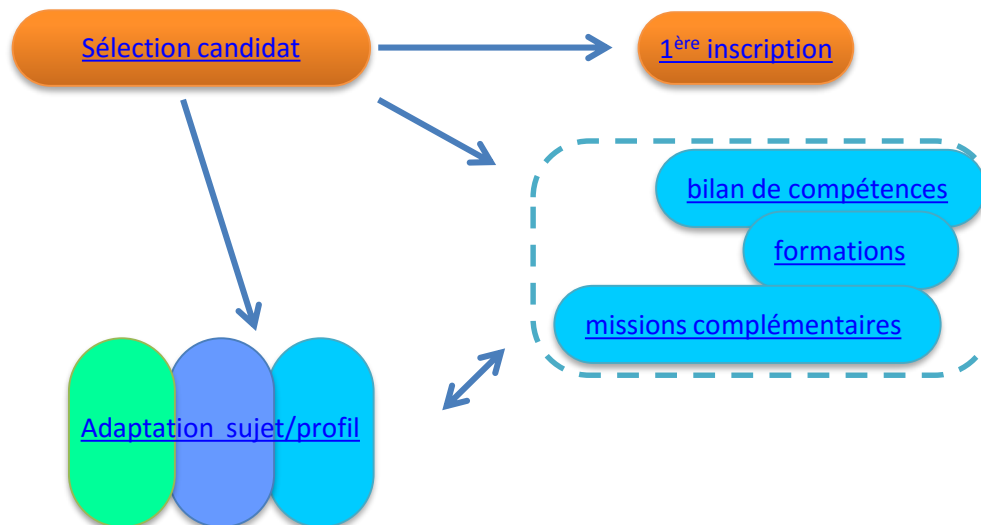 Sélection candidat
1ère inscription
bilan de compétences
formations
missions complémentaires
Adaptation sujet/profil